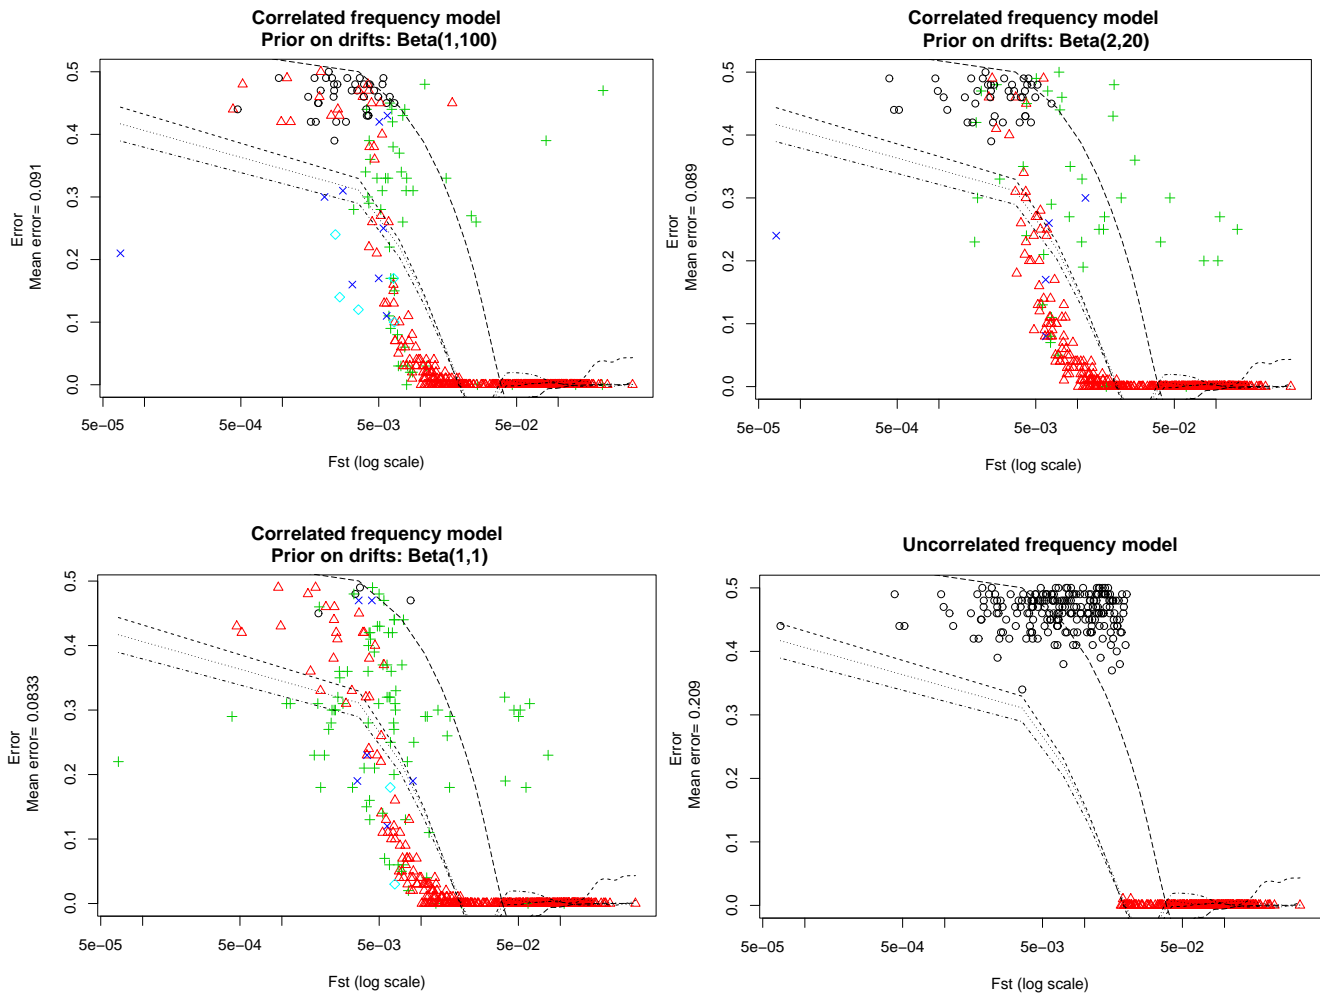 Correlated frequency model
Prior on drifts: Beta(1,100)
0.5
0.4
0.3
0.2
0.1
0.0
Error
Mean error= 0.091
5e−05
5e−04
5e−03
5e−02
Fst (log scale)
Correlated frequency model
Prior on drifts: Beta(2,20)
0.5
0.4
0.3
0.2
0.1
0.0
Error
Mean error= 0.089
5e−05
5e−04
5e−03
5e−02
Fst (log scale)
Correlated frequency model
Prior on drifts: Beta(1,1)
0.5
0.4
0.3
0.2
0.1
0.0
Error
Mean error= 0.0833
5e−05
5e−04
5e−03
5e−02
Fst (log scale)
Uncorrelated frequency model
0.5
0.4
0.3
0.2
0.1
0.0
Error
Mean error= 0.209
5e−05
5e−04
5e−03
5e−02
Fst (log scale)